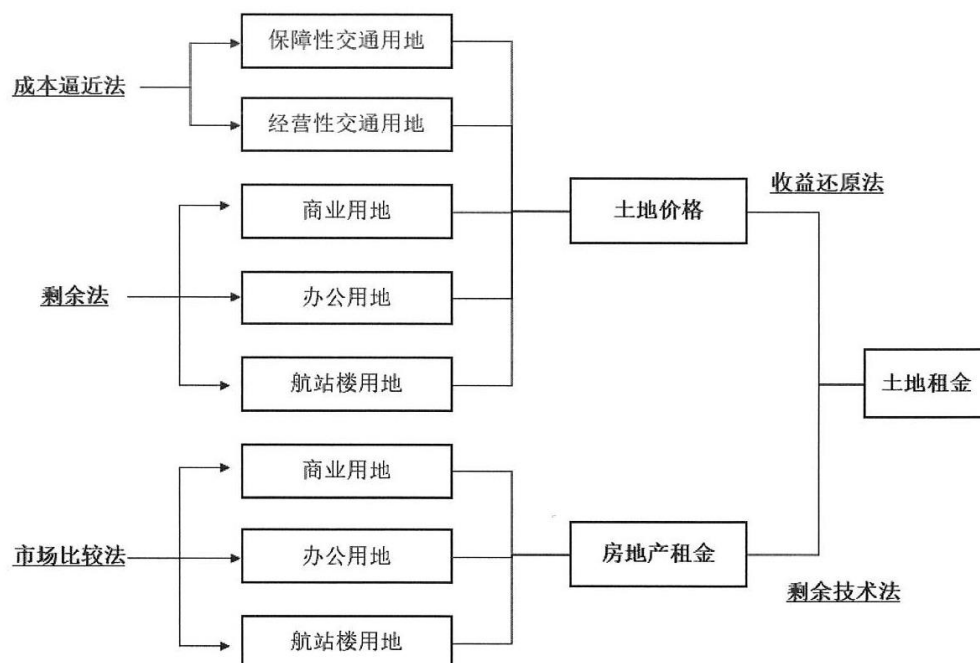 保障性交通用地
成本逼近法
经营性交通用地
收益还原法
商业用地
土地价格
剩余法
办公用地
航站楼用地
土地租金
商业用地
市场比较法
办公用地
房地产租金
剩余技术法
航站楼用地